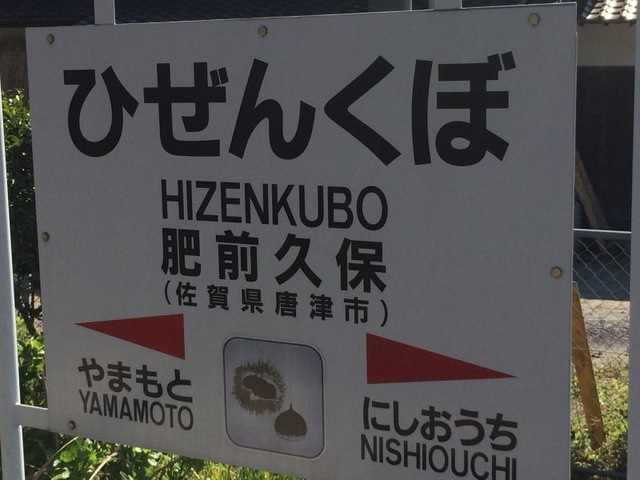 ひぜんくぼ
HIZENKUBO
肥前久保
(佐賀県唐津市)
やまもと
YAMAMOTO
にしおうち
NISHIOUCHI